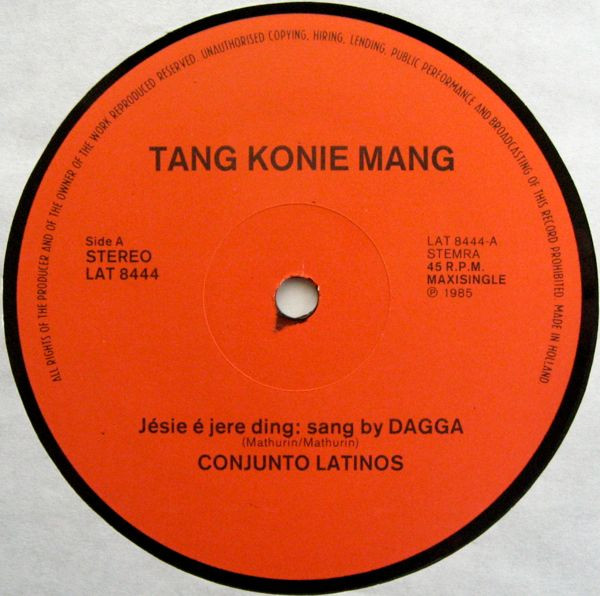 ALL RIGHTS OF THE PRODUCER AND OF THE OWNER OF THE WORK REPRODUCED RESERVED. UNAUTHORISED COPYING, HIRING, LENDING, PUBLIC PERFORMANCE AND BROADCASTING OF THIS RECORD PROHIBITED. MADE IN HOLLAND
TANG KONIE MANG
Side A
STEREO
LAT 8444
LAT 8444-A
STEMRA
45 R.P.M.
MAXISINGLE
℗ 1985
Jésie é jere ding: sang by DAGGA
(Mathurin/Mathurin)
CONJUNTO LATINOS